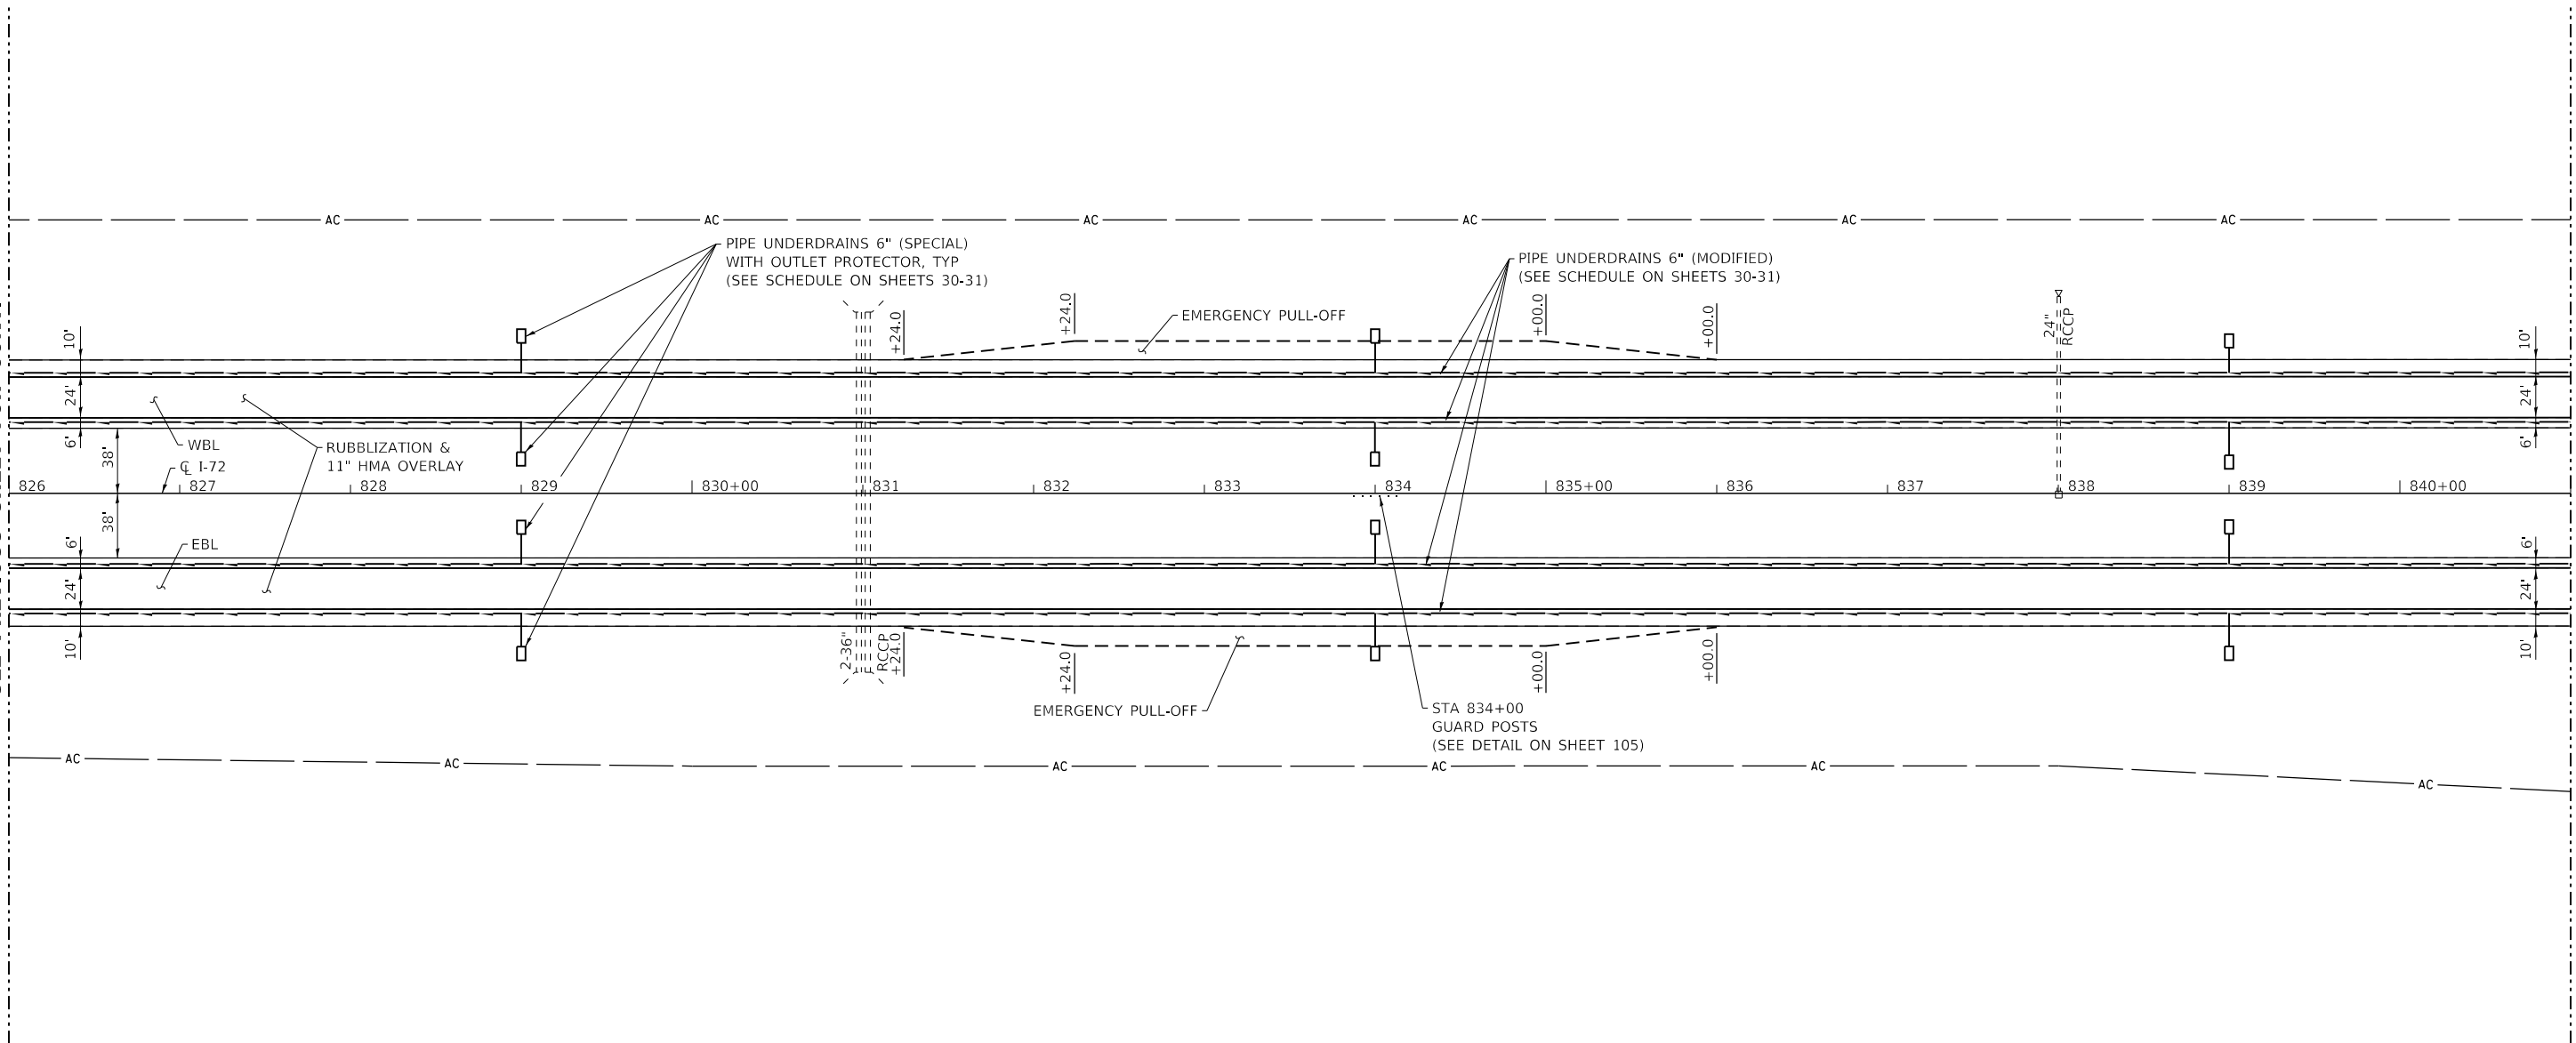 AC AC AC AC AC AC
PIPE UNDERDRAINS 6" (SPECIAL)
WITH OUTLET PROTECTOR, TYP
(SEE SCHEDULE ON SHEETS 30-31)
PIPE UNDERDRAINS 6" (MODIFIED)
(SEE SCHEDULE ON SHEETS 30-31)
+24.0
+24.0
EMERGENCY PULL-OFF
+00.0
+00.0
24"
RCCP
10'
24'
6'
38'
10'
24'
6'
WBL
℄ I-72
RUBBLIZATION &
11" HMA OVERLAY
826 827 828 829 830+00 831 832 833 834 835+00 836 837 838 839 840+00
38'
6'
24'
10'
EBL
6'
24'
10'
2-36"
RCCP
+24.0
+24.0
EMERGENCY PULL-OFF
+00.0
+00.0
STA 834+00
GUARD POSTS
(SEE DETAIL ON SHEET 105)
AC AC AC AC AC AC